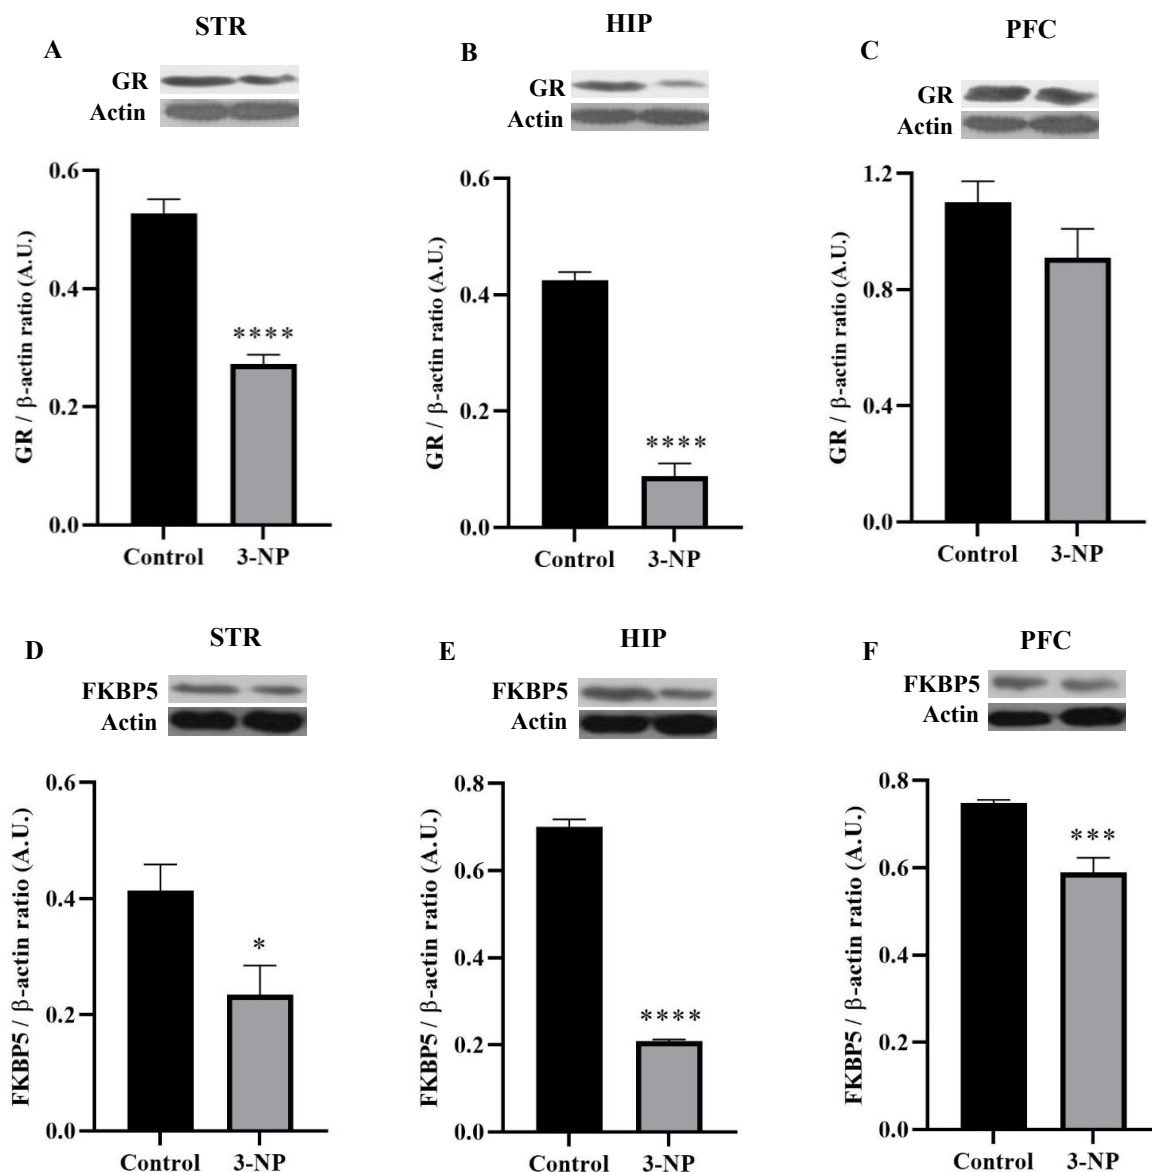 STR
HIP
PFC
A
B
C
GR
Actin
GR
Actin
GR
Actin
GR / β-actin ratio (A.U.)
0.6
0.4
0.2
0.0
****
Control
3-NP
GR / β-actin ratio (A.U.)
0.6
0.4
0.2
0.0
****
Control
3-NP
GR / β-actin ratio (A.U.)
1.2
0.8
0.4
0.0
Control
3-NP
STR
HIP
PFC
D
E
F
FKBP5
Actin
FKBP5
Actin
FKBP5
Actin
FKBP5 / β-actin ratio (A.U.)
0.6
0.4
0.2
0.0
*
Control
3-NP
FKBP5 / β-actin ratio (A.U.)
0.8
0.6
0.4
0.2
0.0
****
Control
3-NP
FKBP5 / β-actin ratio (A.U.)
0.8
0.6
0.4
0.2
0.0
***
Control
3-NP